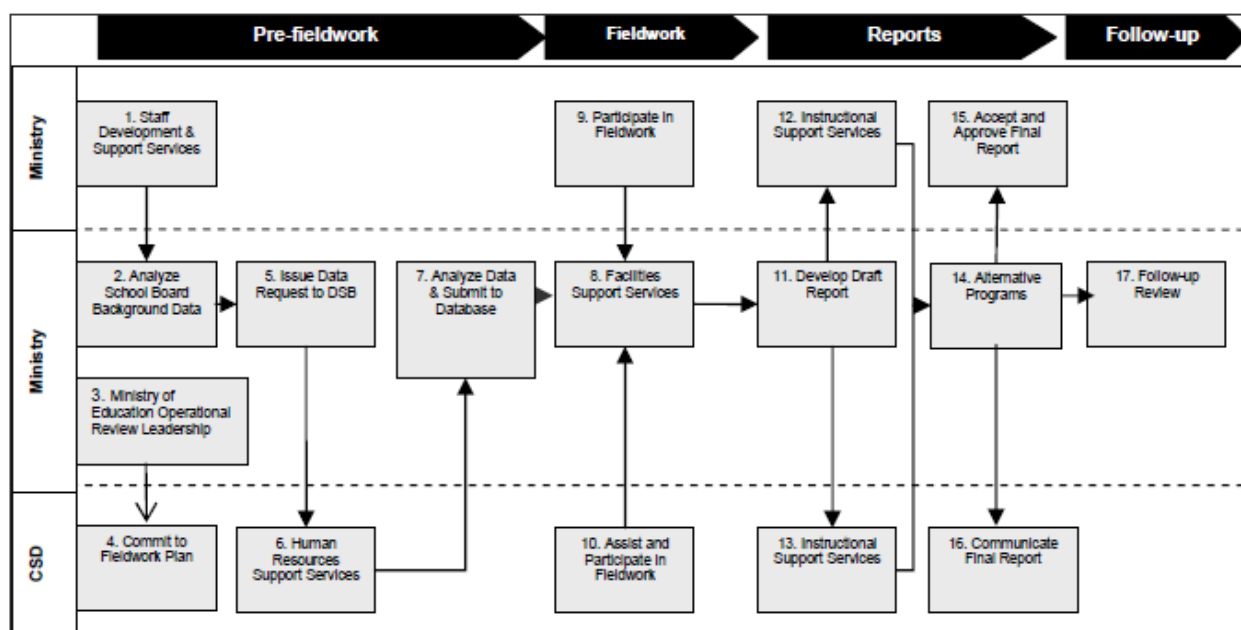 Pre-fieldwork
Fieldwork
Reports
Follow-up
Ministry
1. Staff
Development &
Support Services
9. Participate in
Fieldwork
12. Instructional
Support Services
15. Accept and
Approve Final
Report
Ministry
2. Analyze
School Board
Background Data
5. Issue Data
Request to DSB
7. Analyze Data
& Submit to
Database
8. Facilities
Support Services
11. Develop Draft
Report
14. Alternative
Programs
17. Follow-up
Review
3. Ministry of
Education Operational
Review Leadership
CSD
4. Commit to
Fieldwork Plan
6. Human
Resources
Support Services
10. Assist and
Participate in
Fieldwork
13. Instructional
Support Services
16. Communicate
Final Report